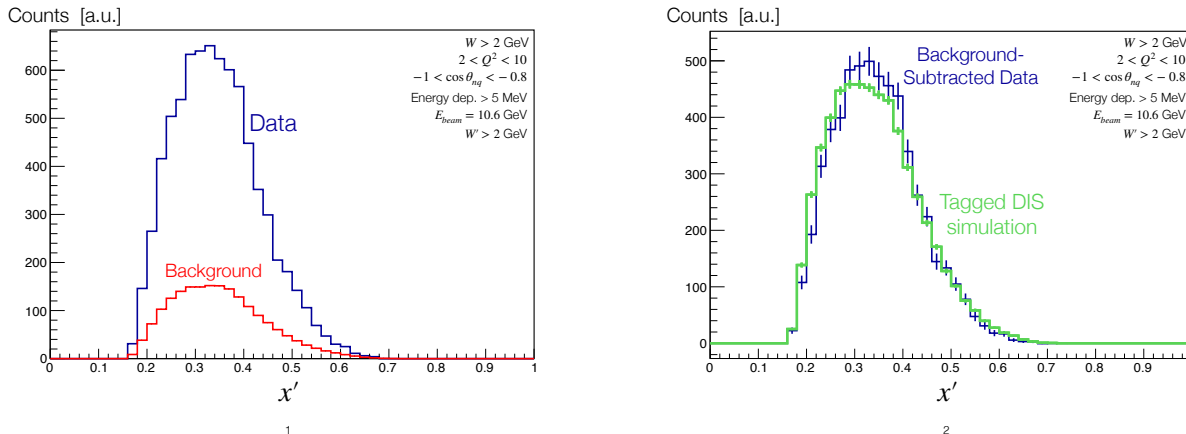 Counts [a.u.]
W > 2 GeV
2 < Q² < 10
−1 < cos θ_nq < − 0.8
Energy dep. > 5 MeV
E_beam = 10.6 GeV
W′ > 2 GeV
Data
Background
600
500
400
300
200
100
0
0 0.1 0.2 0.3 0.4 0.5 0.6 0.7 0.8 0.9 1
x′
1
Counts [a.u.]
W > 2 GeV
2 < Q² < 10
−1 < cos θ_nq < − 0.8
Energy dep. > 5 MeV
E_beam = 10.6 GeV
W′ > 2 GeV
Background-
Subtracted Data
Tagged DIS
simulation
500
400
300
200
100
0
0 0.1 0.2 0.3 0.4 0.5 0.6 0.7 0.8 0.9
x′
2